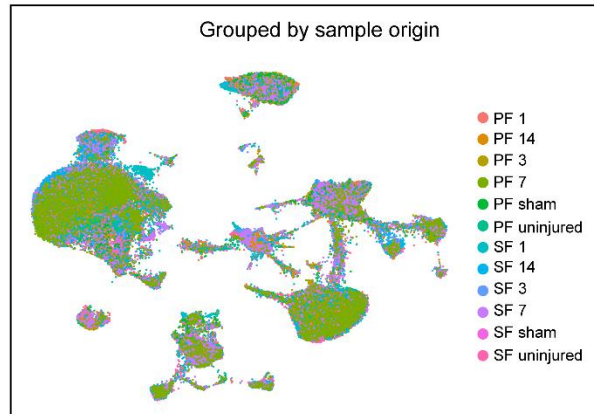 Grouped by sample origin
PF 1
PF 14
PF 3
PF 7
PF sham
PF uninjured
SF 1
SF 14
SF 3
SF 7
SF sham
SF uninjured